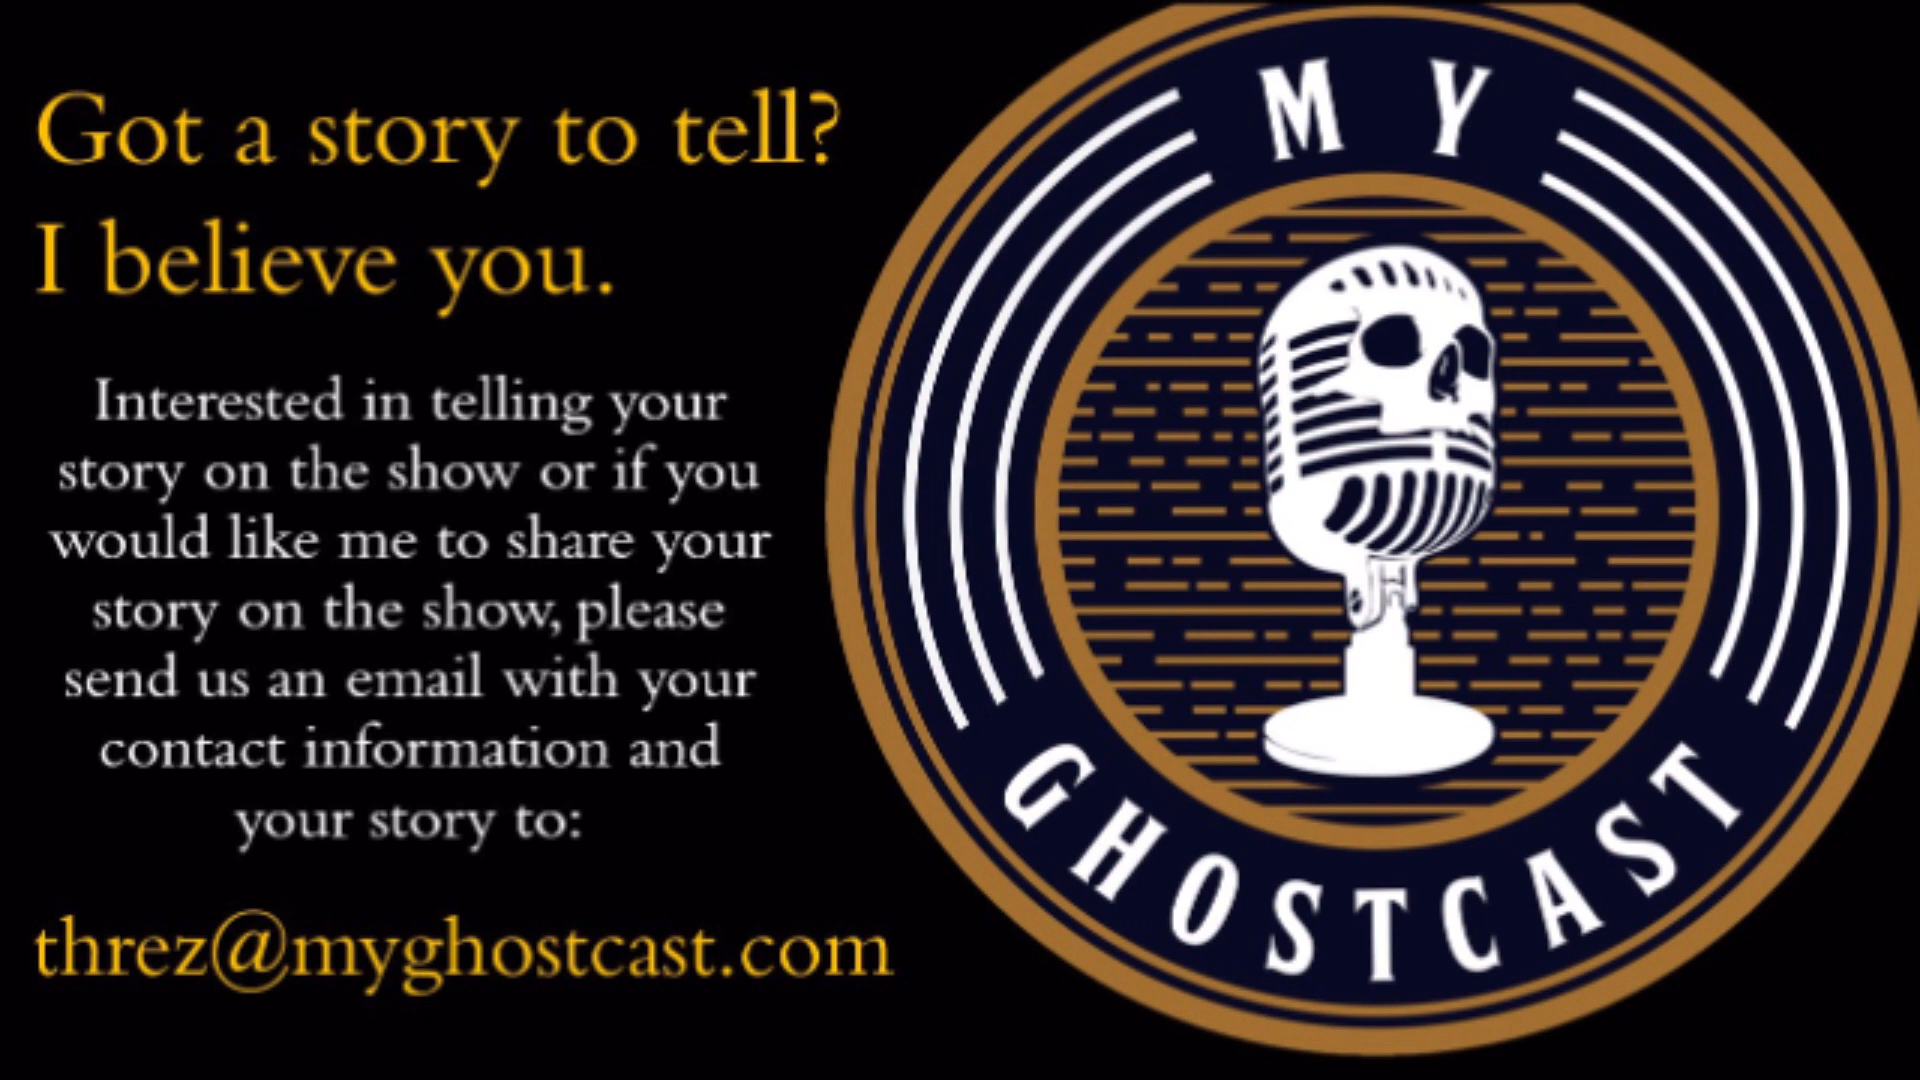 Got a story to tell?
I believe you.
Interested in telling your
story on the show or if you
would like me to share your
story on the show, please
send us an email with your
contact information and
your story to:
threz@myghostcast.com
MY
GHOSTCAST